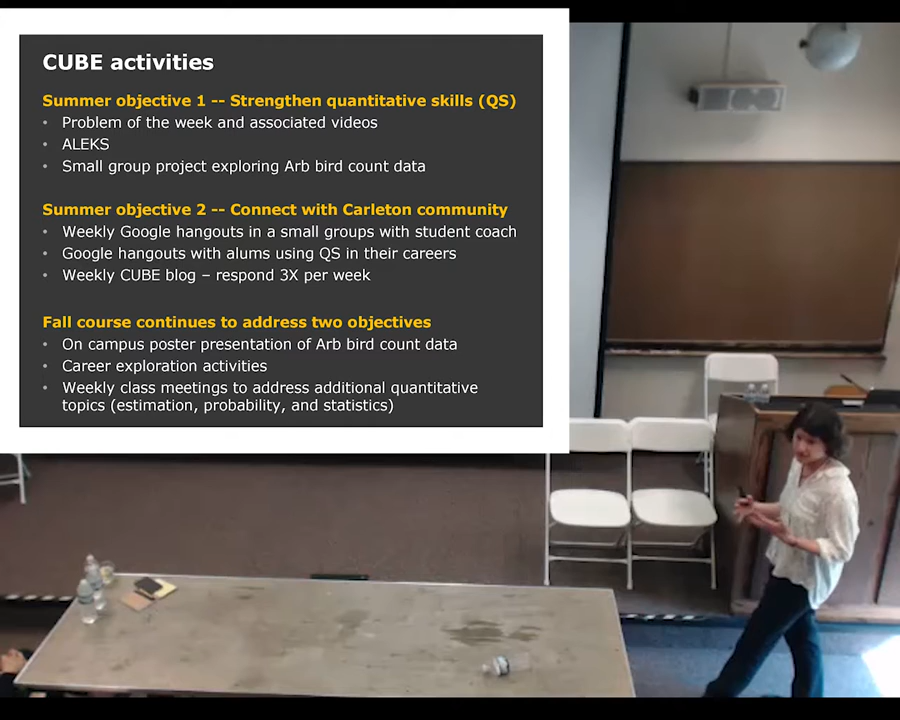 CUBE activities
Summer objective 1 -- Strengthen quantitative skills (QS)
• Problem of the week and associated videos
• ALEKS
• Small group project exploring Arb bird count data
Summer objective 2 -- Connect with Carleton community
• Weekly Google hangouts in a small groups with student coach
• Google hangouts with alums using QS in their careers
• Weekly CUBE blog – respond 3X per week
Fall course continues to address two objectives
• On campus poster presentation of Arb bird count data
• Career exploration activities
• Weekly class meetings to address additional quantitative
topics (estimation, probability, and statistics)